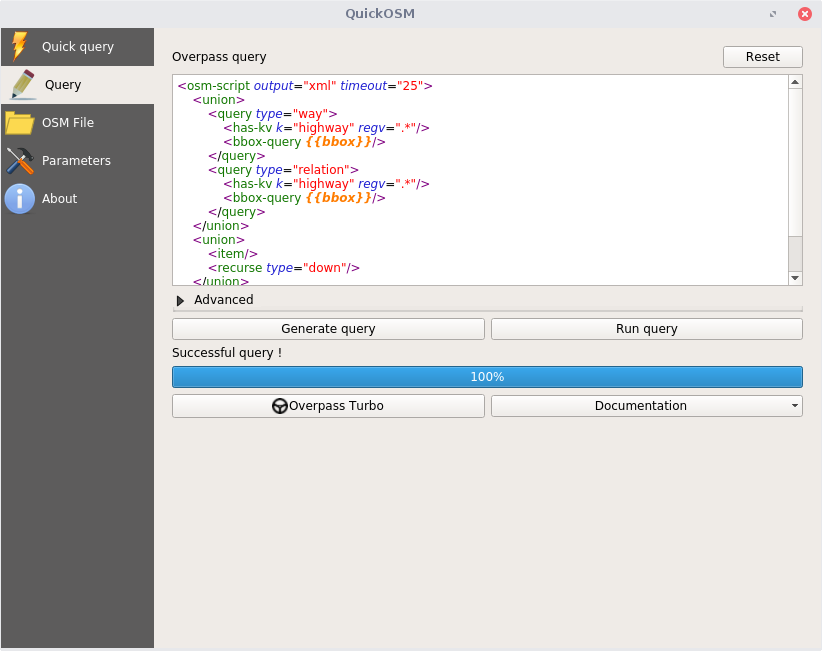 QuickOSM
Quick query
Query
OSM File
Parameters
About
Overpass query
Reset
<osm-script output="xml" timeout="25">
    <union>
        <query type="way">
            <has-kv k="highway" regv=".*"/>
            <bbox-query {{bbox}}/>
        </query>
        <query type="relation">
            <has-kv k="highway" regv=".*"/>
            <bbox-query {{bbox}}/>
        </query>
    </union>
    <union>
        <item/>
        <recurse type="down"/>
    </union>
Advanced
Generate query
Run query
Successful query !
100%
Overpass Turbo
Documentation